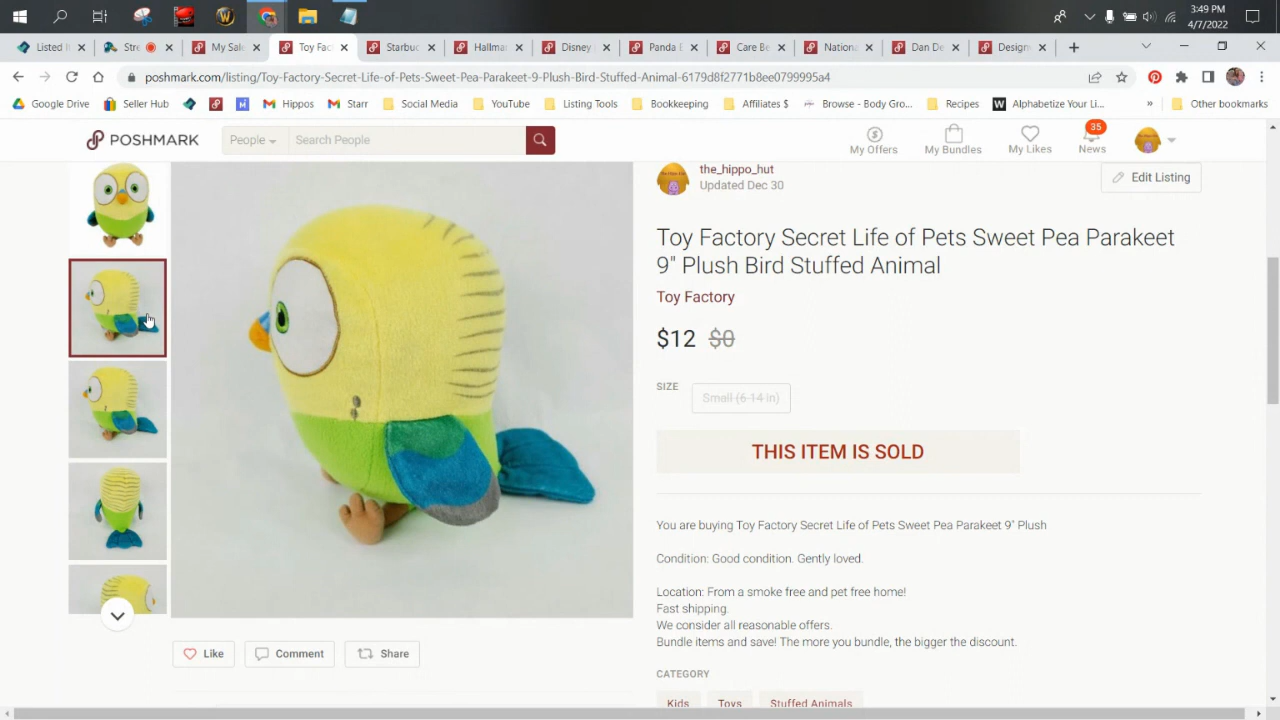 3:49 PM
4/7/2022
Listed
Stre
My Sale
Toy Fac
Starbuc
Hallma
Disney
Panda
Care Be
Nationa
Dan De
Design
poshmark.com/listing/Toy-Factory-Secret-Life-of-Pets-Sweet-Pea-Parakeet-9-Plush-Bird-Stuffed-Animal-6179d8f2771b8ee0799995a4
Google Drive
Seller Hub
Hippos
Starr
Social Media
YouTube
Listing Tools
Bookkeeping
Affiliates $
Browse - Body Gro...
Recipes
W Alphabetize Your Li...
»
Other bookmarks
POSHMARK
People
Search People
My Offers
My Bundles
My Likes
35
News
the_hippo_hut
Updated Dec 30
Edit Listing
Toy Factory Secret Life of Pets Sweet Pea Parakeet
9" Plush Bird Stuffed Animal
Toy Factory
$12 $0
SIZE
Small (6-14 in)
THIS ITEM IS SOLD
You are buying Toy Factory Secret Life of Pets Sweet Pea Parakeet 9" Plush
Condition: Good condition. Gently loved.
Location: From a smoke free and pet free home!
Fast shipping.
We consider all reasonable offers.
Bundle items and save! The more you bundle, the bigger the discount.
Like
Comment
Share
CATEGORY
Kids
Toys
Stuffed Animals